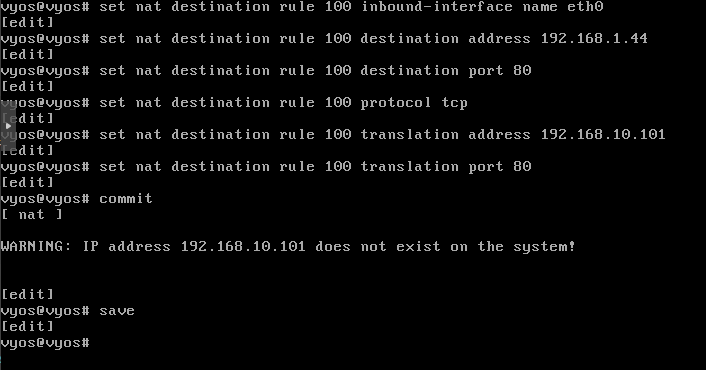 vyos@vyos# set nat destination rule 100 inbound-interface name eth0
[edit]
vyos@vyos# set nat destination rule 100 destination address 192.168.1.44
[edit]
vyos@vyos# set nat destination rule 100 destination port 80
[edit]
vyos@vyos# set nat destination rule 100 protocol tcp
[edit]
vyos@vyos# set nat destination rule 100 translation address 192.168.10.101
[edit]
vyos@vyos# set nat destination rule 100 translation port 80
[edit]
vyos@vyos# commit
[ nat ]
WARNING: IP address 192.168.10.101 does not exist on the system!
[edit]
vyos@vyos# save
[edit]
vyos@vyos#